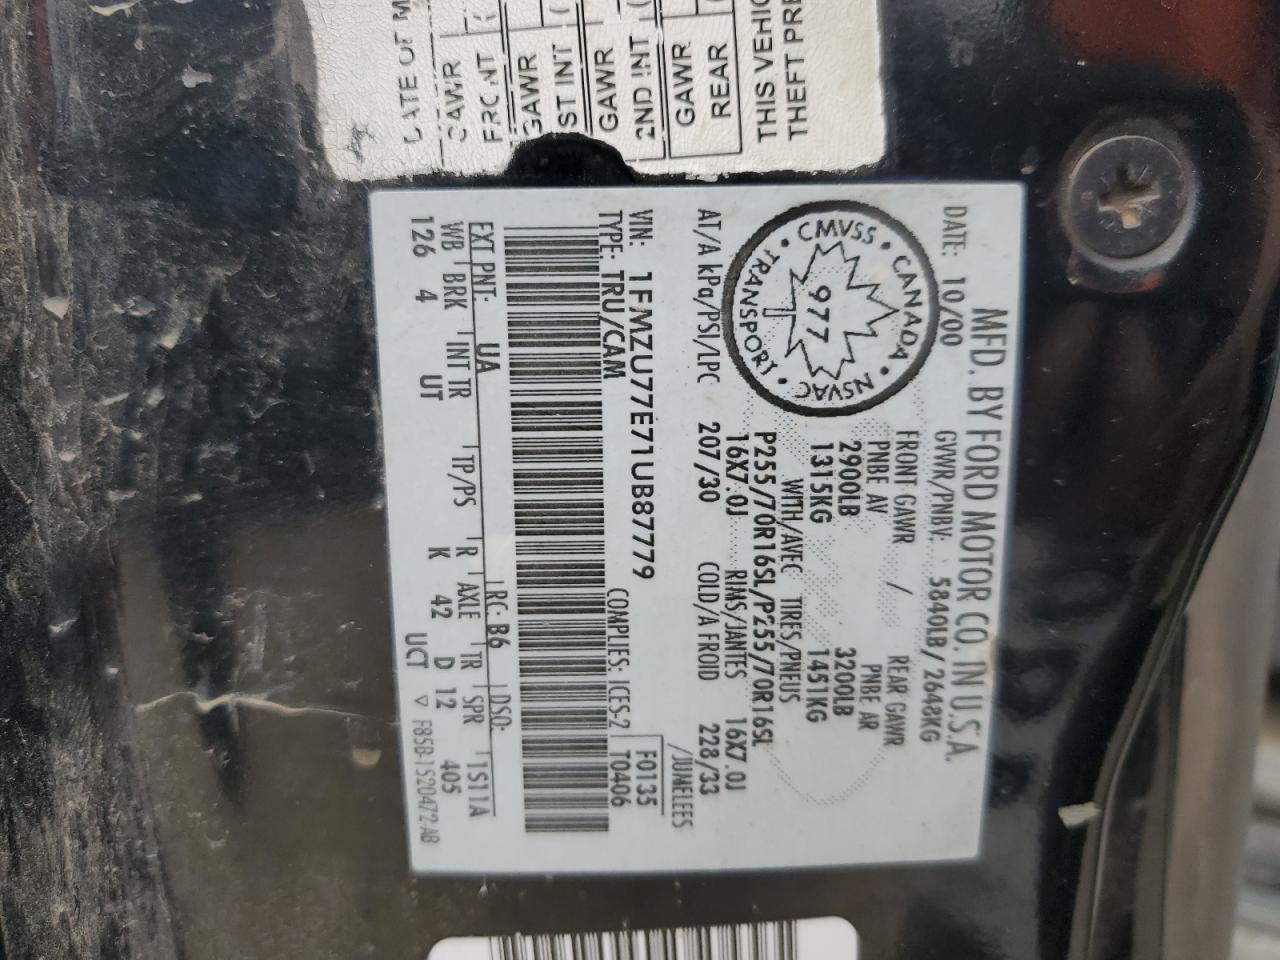 DATE OF M
GAWR
FRONT
GAWR
ST INT
GAWR
2ND INT
GAWR
REAR
THIS VEHIC
THEFT PRE
MFD. BY FORD MOTOR CO. IN U.S.A.
DATE: 10/00 GVWR/PNBV: 5840LB/2648KG
FRONT GAWR / REAR GAWR
PNBE AV PNBE AR
2900LB 3200LB
1315KG 1451KG
CMVSS • CANADA • NSVAC • TRANSPORT •
977
WITH/AVEC TIRES/PNEUS
P255/70R16SL/P255/70R16SL
16X7.0J RIMS/JANTES 16X7.0J
AT/A kPa/PSI/LPC 207/30 COLD/A FROID 228/33
/JUMELEES
VIN: 1FMZU77E71UB87779
F0135
TYPE: TRU/CAM COMPLIES: ICES-2 T0406
EXT PNT: UA RC: B6 DSO:
WB BRK INT TR TP/PS R AXLE TR SPR 1S11A
126 4 UT K 42 D 12 405
UCT ▽ F85B-1520472-AB